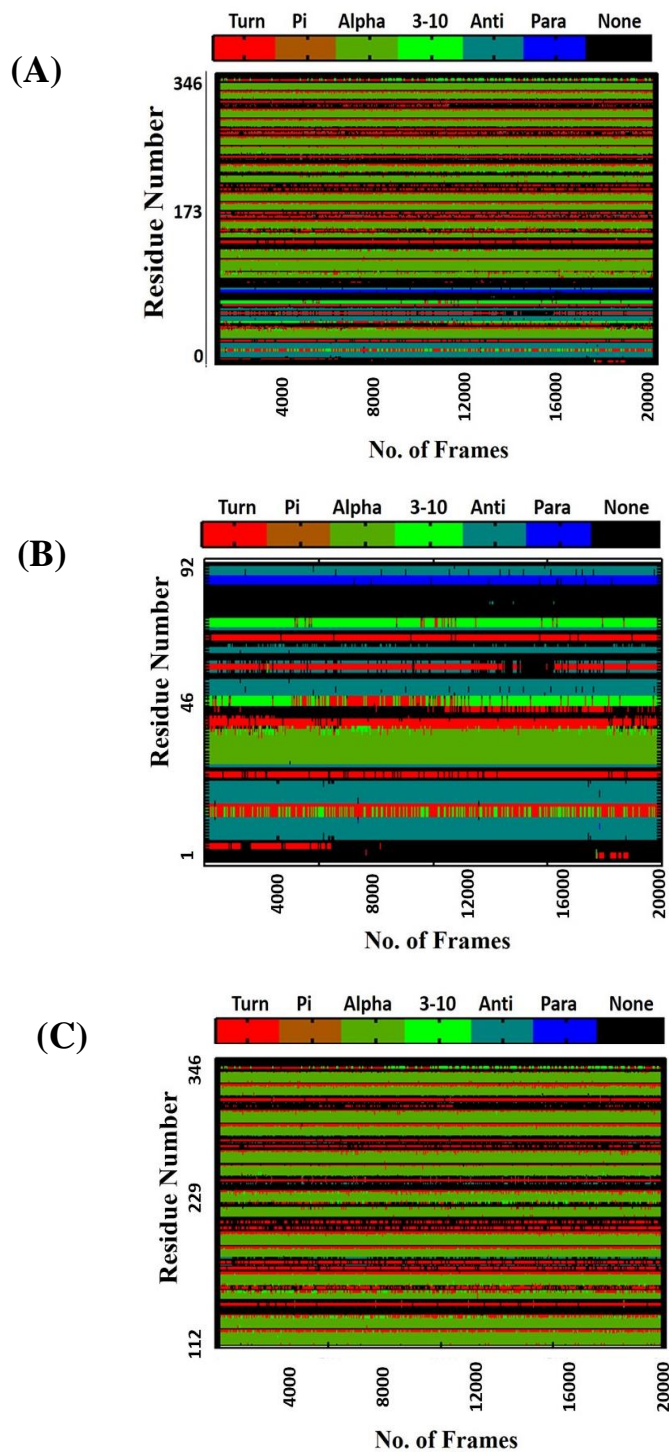 Turn Pi Alpha 3-10 Anti Para None
(A)
346
173
0
Residue Number
4000 8000 12000 16000 20000
No. of Frames
Turn Pi Alpha 3-10 Anti Para None
(B)
92
46
1
Residue Number
4000 8000 12000 16000 20000
No. of Frames
Turn Pi Alpha 3-10 Anti Para None
(C)
346
229
112
Residue Number
4000 8000 12000 16000 20000
No. of Frames